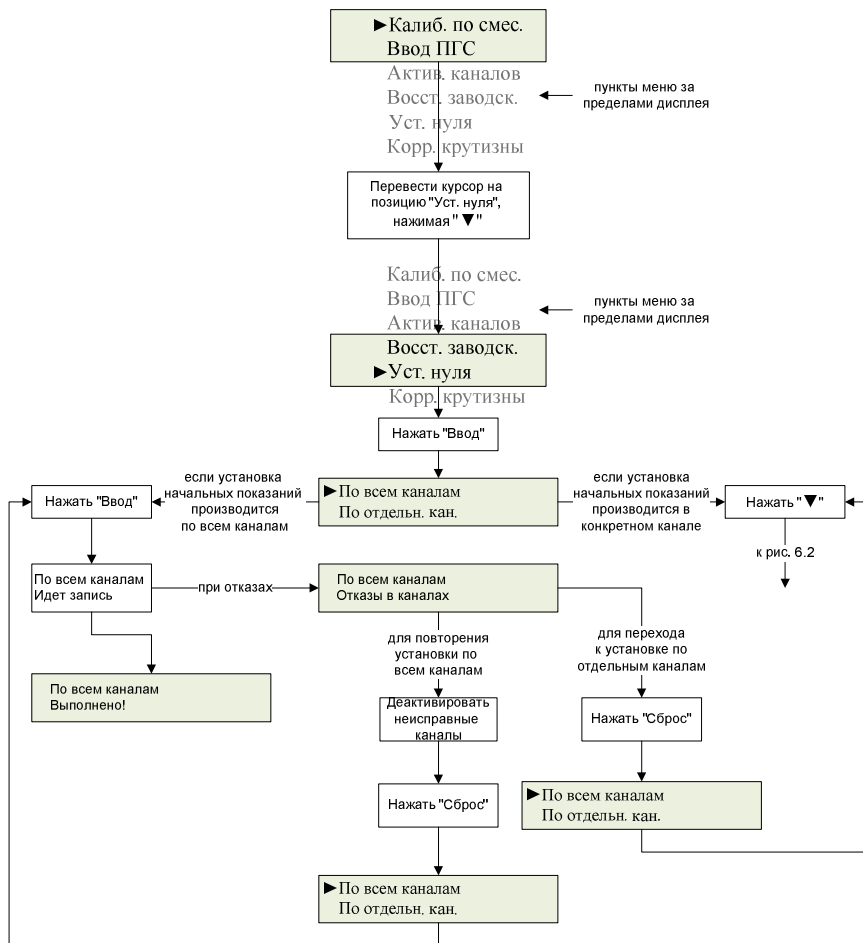 ►Калиб. по смес.
Ввод ПГС
Актив. каналов
Восст. заводск.
Уст. нуля
Корр. крутизны
пункты меню за
пределами дисплея
Перевести курсор на
позицию "Уст. нуля",
нажимая " ▼ "
Калиб. по смес.
Ввод ПГС
Актив. каналов
пункты меню за
пределами дисплея
Восст. заводск.
►Уст. нуля
Корр. крутизны
Нажать "Ввод"
►По всем каналам
По отдельн. кан.
если установка
начальных показаний
производится
по всем каналам
Нажать "Ввод"
если установка
начальных показаний
производится в
конкретном канале
Нажать " ▼ "
к рис. 6.2
По всем каналам
Идет запись
при отказах
По всем каналам
Отказы в каналах
По всем каналам
Выполнено!
для повторения
установки по
всем каналам
Деактивировать
неисправные
каналы
Нажать "Сброс"
►По всем каналам
По отдельн. кан.
для перехода
к установке по
отдельным каналам
Нажать "Сброс"
►По всем каналам
По отдельн. кан.